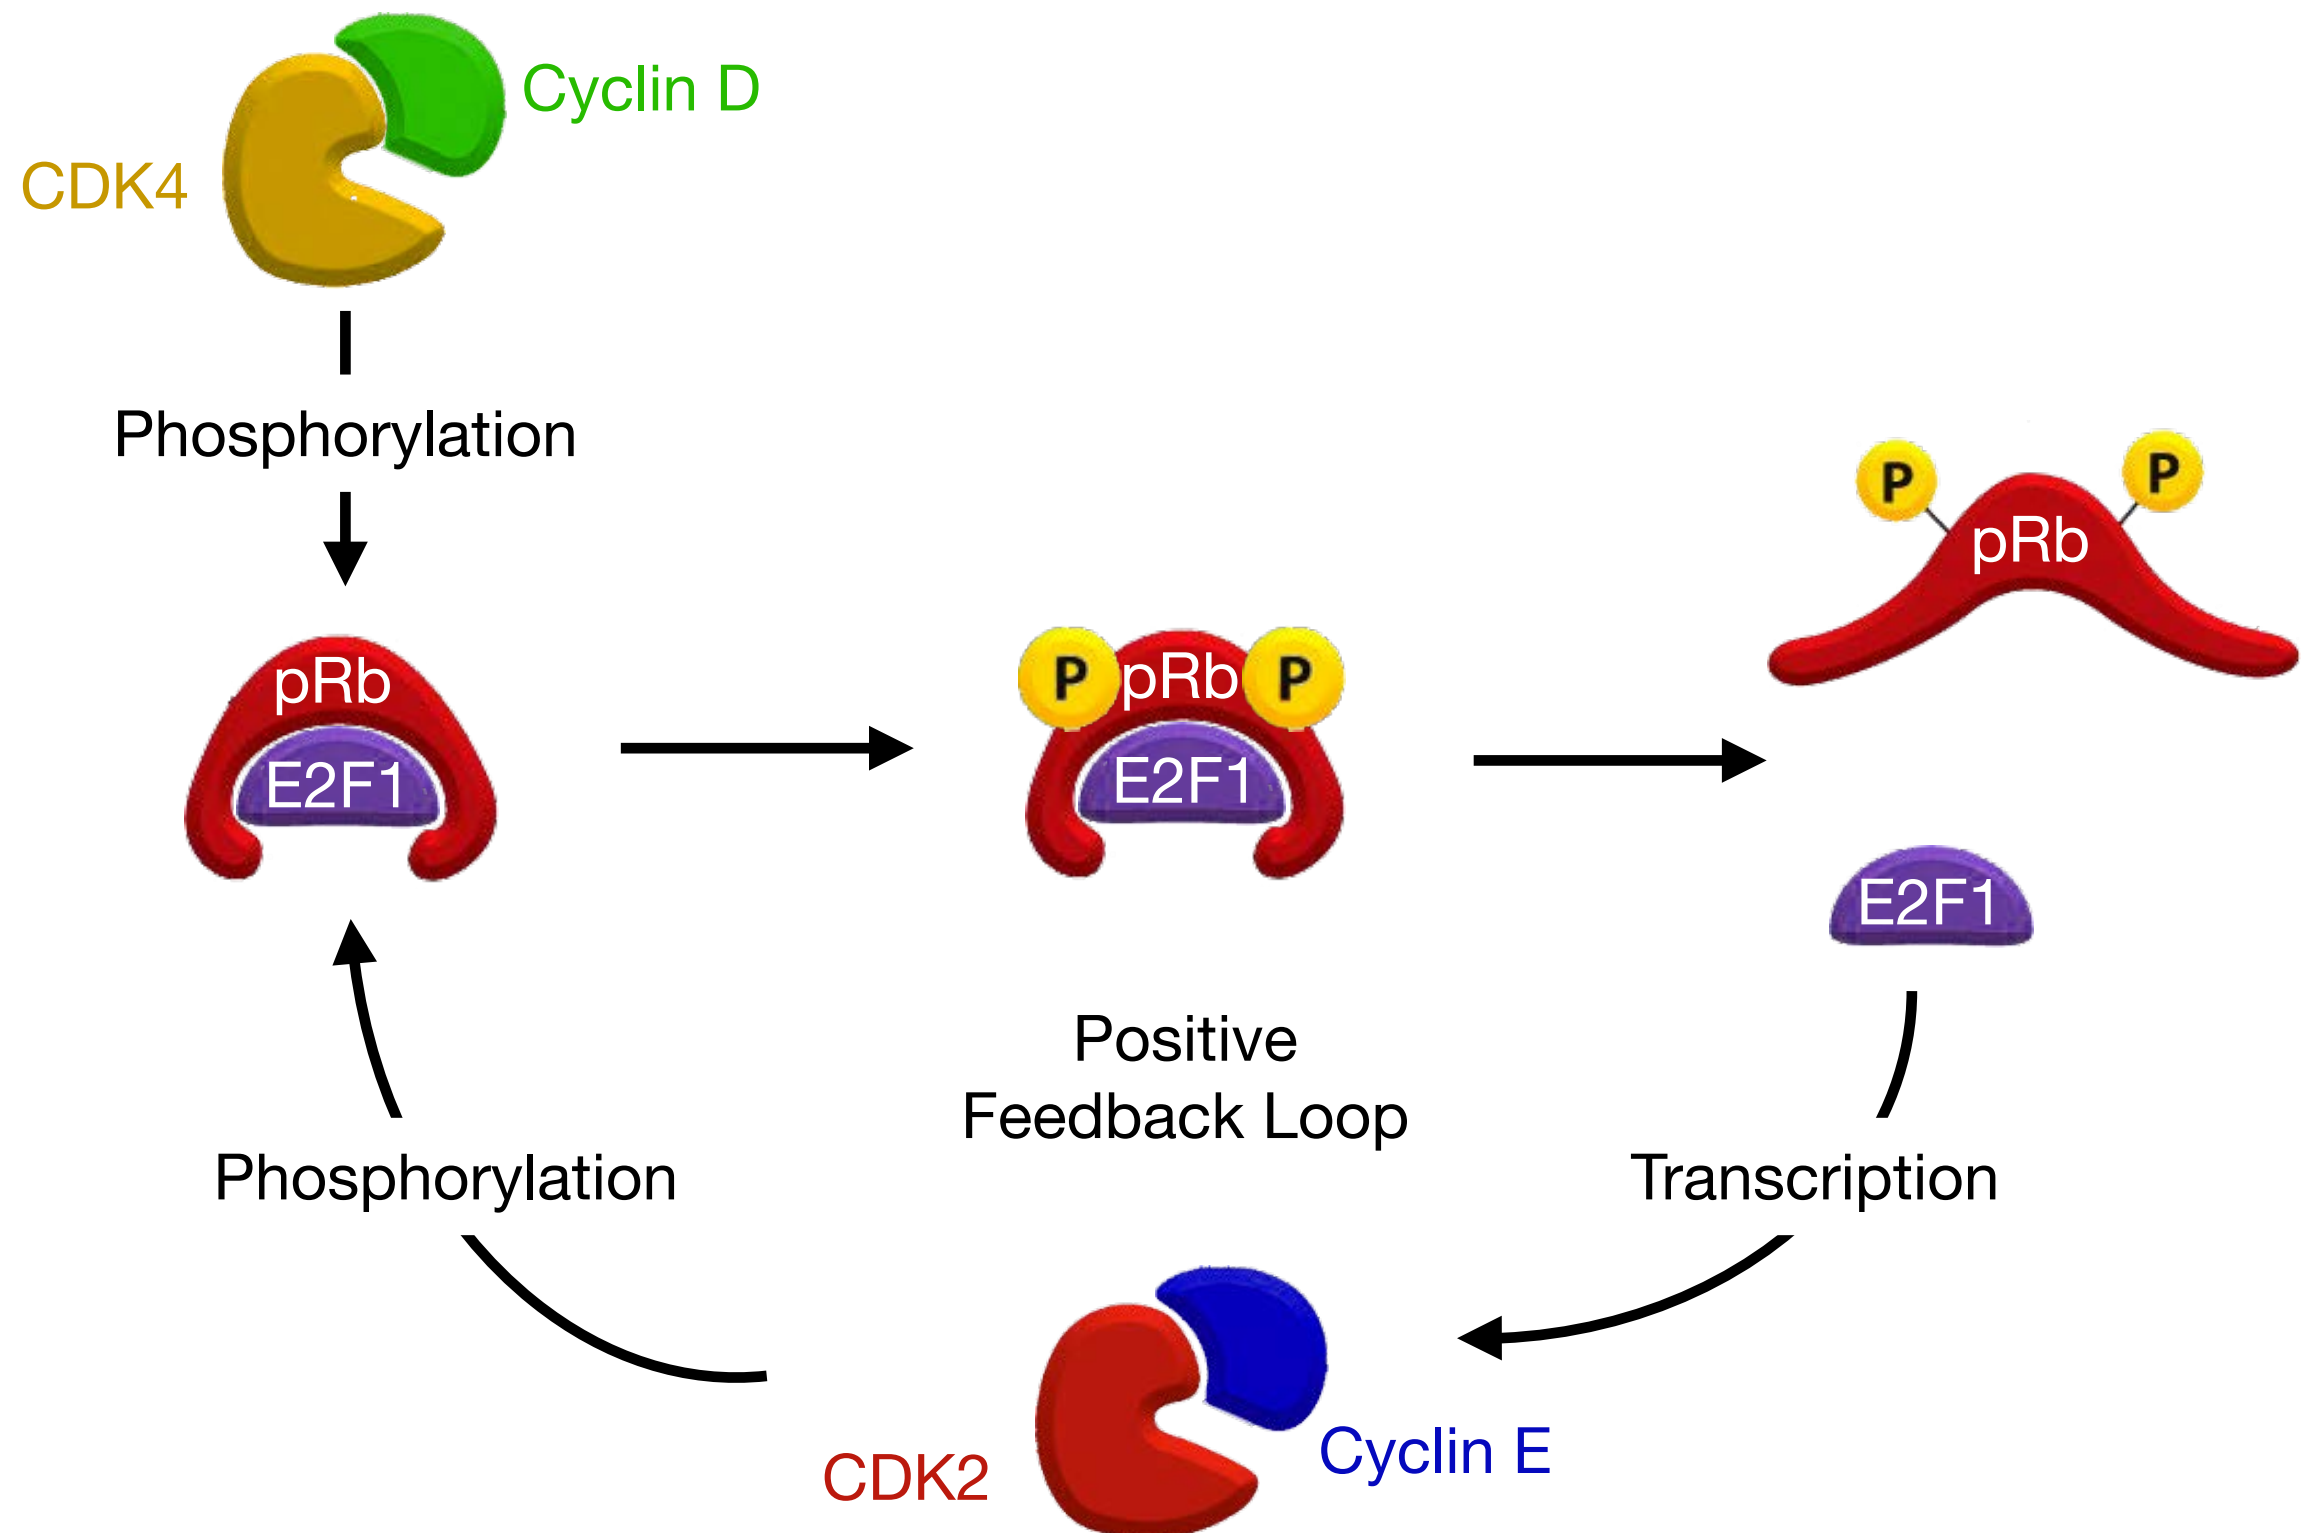 Cyclin D
CDK4
Phosphorylation
P
P
pRb
pRb
E2F1
P
pRb
P
E2F1
E2F1
Positive
Feedback Loop
Phosphorylation
Transcription
Cyclin E
CDK2